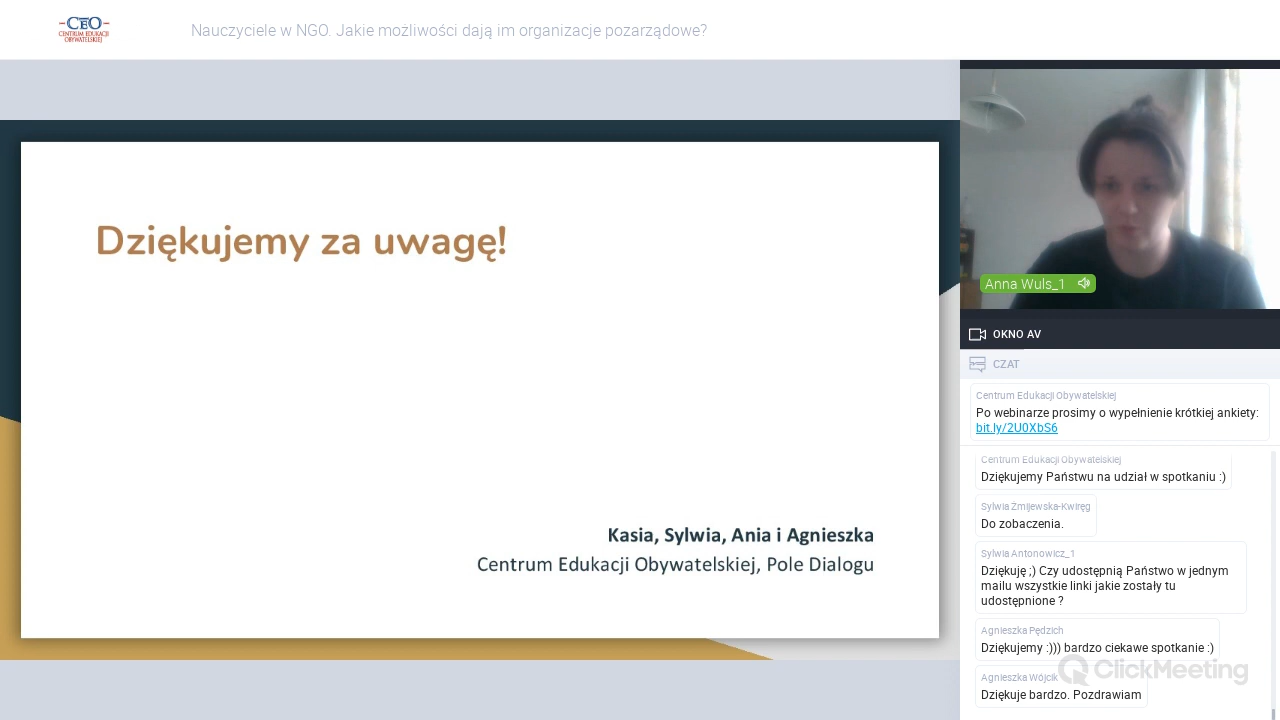 CEO
CENTRUM EDUKACJI
OBYWATELSKIEJ
Nauczyciele w NGO. Jakie możliwości dają im organizacje pozarządowe?
Dziękujemy za uwagę!
Kasia, Sylwia, Ania i Agnieszka
Centrum Edukacji Obywatelskiej, Pole Dialogu
Anna Wuls_1
OKNO AV
CZAT
Centrum Edukacji Obywatelskiej
Po webinarze prosimy o wypełnienie krótkiej ankiety:
bit.ly/2U0XbS6
Centrum Edukacji Obywatelskiej
Dziękujemy Państwu na udział w spotkaniu :)
Sylwia Żmijewska-Kwiręg
Do zobaczenia.
Sylwia Antonowicz_1
Dziękuję ;) Czy udostępnią Państwo w jednym
mailu wszystkie linki jakie zostały tu
udostępnione ?
Agnieszka Pędzich
Dziękujemy :))) bardzo ciekawe spotkanie :)
Agnieszka Wójcik
Dziękuje bardzo. Pozdrawiam
ClickMeeting